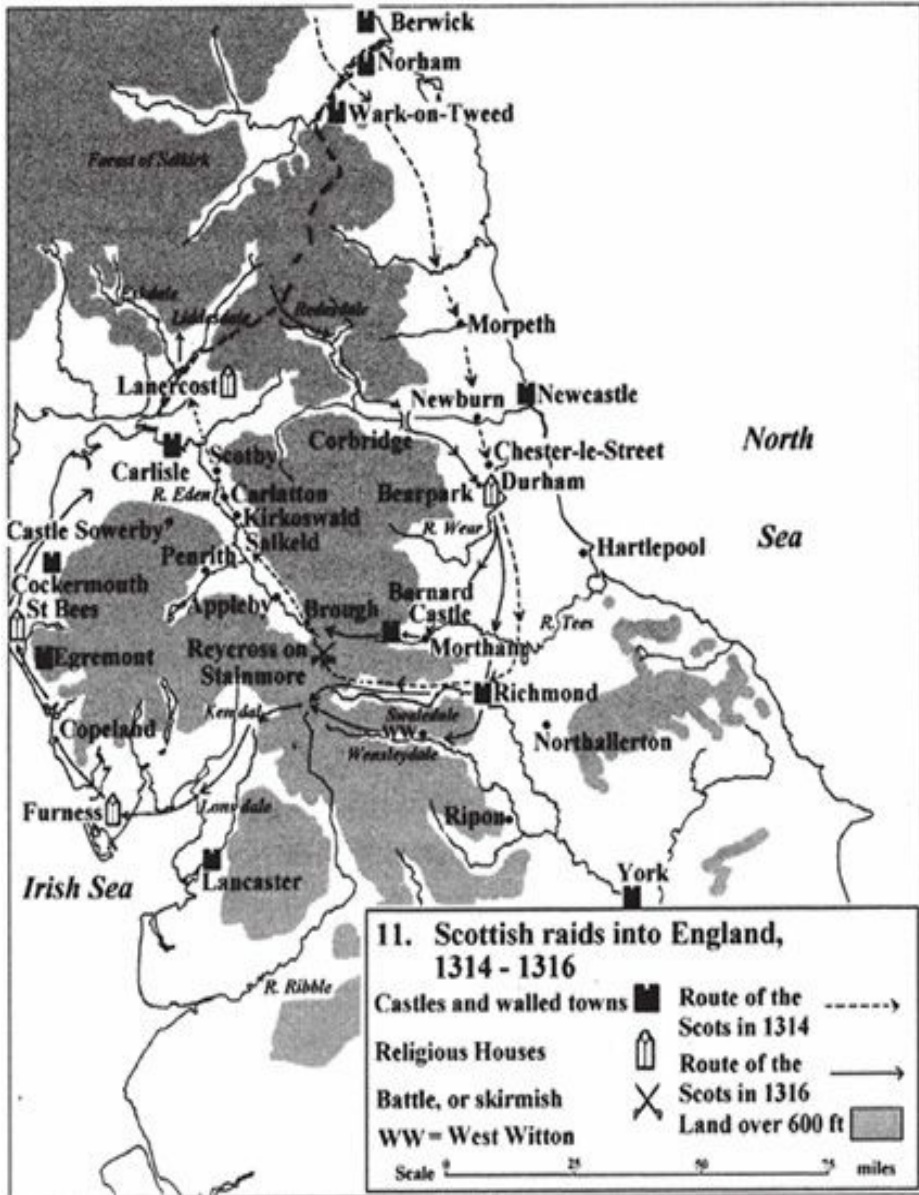 Berwick
Norham
Wark-on-Tweed
Forest of Selkirk
Eskdale
Liddesdale
Redesdale
Morpeth
Lanercost
Newburn
Newcastle
Corbridge
North
Sea
Chester-le-Street
Carlisle
Scotby
Bearpark
Durham
R. Eden
Carlatton
Kirkoswald
R. Wear
Castle Sowerby
Salkeld
Hartlepool
Penrith
Cockermouth
St Bees
Appleby
Brough
Barnard
Castle
R. Tees
Egremont
Reycross on
Stainmore
Mortham
Richmond
Kendal
Swaledale
Copeland
WW
Northallerton
Wensleydale
Furness
Lonsdale
Ripon
Irish Sea
Lancaster
York
R. Ribble
11. Scottish raids into England,
1314 - 1316
Castles and walled towns
Route of the
Scots in 1314
Religious Houses
Route of the
Scots in 1316
Battle, or skirmish
Land over 600 ft
WW = West Witton
Scale 0 25 50 75 miles